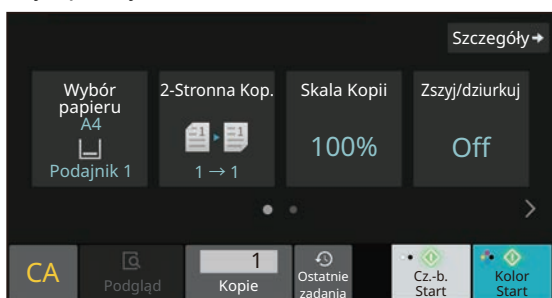 Szczegóły
Wybór
papieru
A4
Podajnik 1
2-Stronna Kop.
1 → 1
Skala Kopii
100%
Zszyj/dziurkuj
Off
CA
Podgląd
1
Kopie
Ostatnie
zadania
Cz.-b.
Start
Kolor
Start